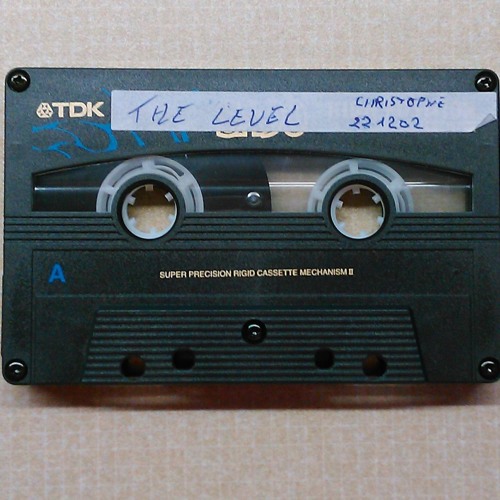 TDK THE LEVEL CHRISTOPHE
221202
A SUPER PRECISION RIGID CASSETTE MECHANISM II